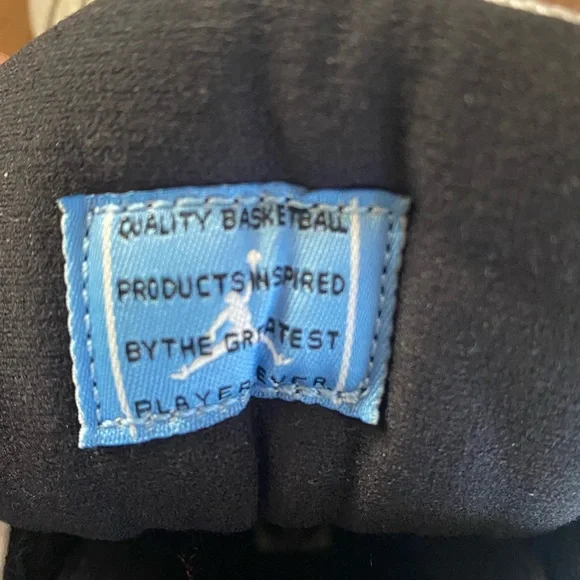 QUALITY BASKETBALL
PRODUCTS INSPIRED
BY THE GREATEST
PLAYER EVER